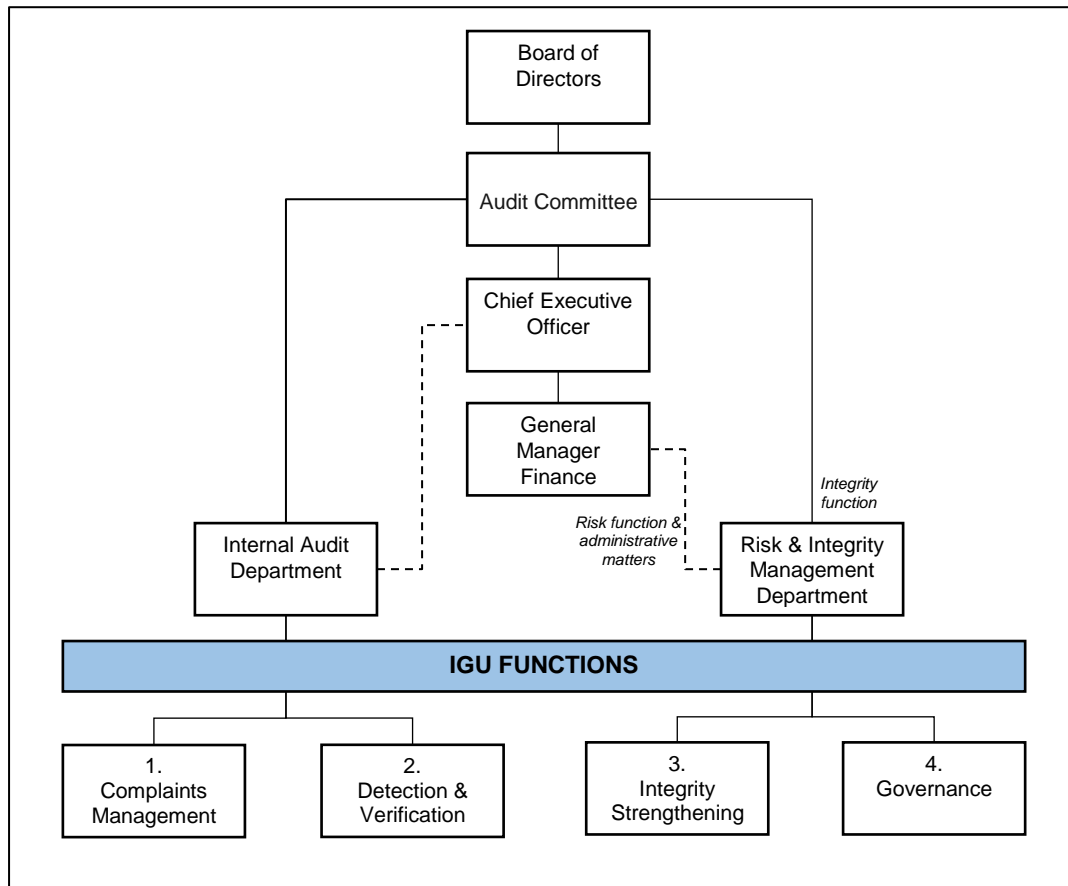 Board of
Directors
Audit Committee
Chief Executive
Officer
General
Manager
Finance
Integrity
function
Risk function &
administrative
matters
Internal Audit
Department
Risk & Integrity
Management
Department
IGU FUNCTIONS
1.
Complaints
Management
2.
Detection &
Verification
3.
Integrity
Strengthening
4.
Governance